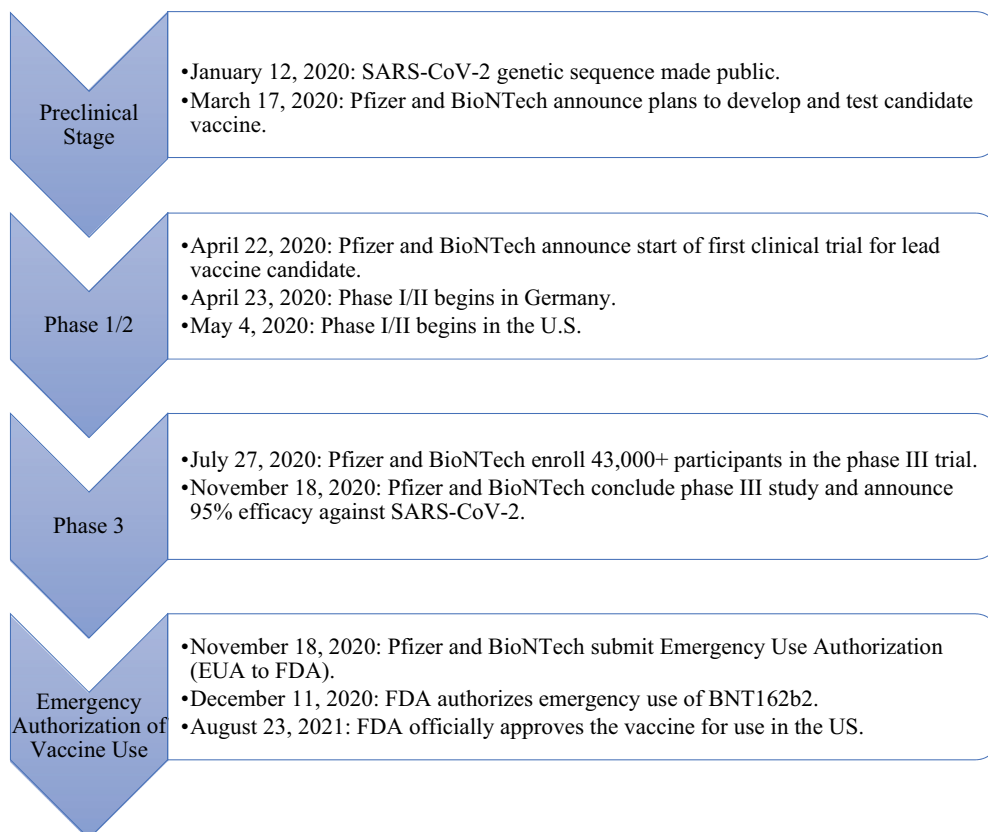 Preclinical
Stage
•January 12, 2020: SARS-CoV-2 genetic sequence made public.
•March 17, 2020: Pfizer and BioNTech announce plans to develop and test candidate
vaccine.
Phase 1/2
•April 22, 2020: Pfizer and BioNTech announce start of first clinical trial for lead
vaccine candidate.
•April 23, 2020: Phase I/II begins in Germany.
•May 4, 2020: Phase I/II begins in the U.S.
Phase 3
•July 27, 2020: Pfizer and BioNTech enroll 43,000+ participants in the phase III trial.
•November 18, 2020: Pfizer and BioNTech conclude phase III study and announce
95% efficacy against SARS-CoV-2.
Emergency
Authorization of
Vaccine Use
•November 18, 2020: Pfizer and BioNTech submit Emergency Use Authorization
(EUA to FDA).
•December 11, 2020: FDA authorizes emergency use of BNT162b2.
•August 23, 2021: FDA officially approves the vaccine for use in the US.